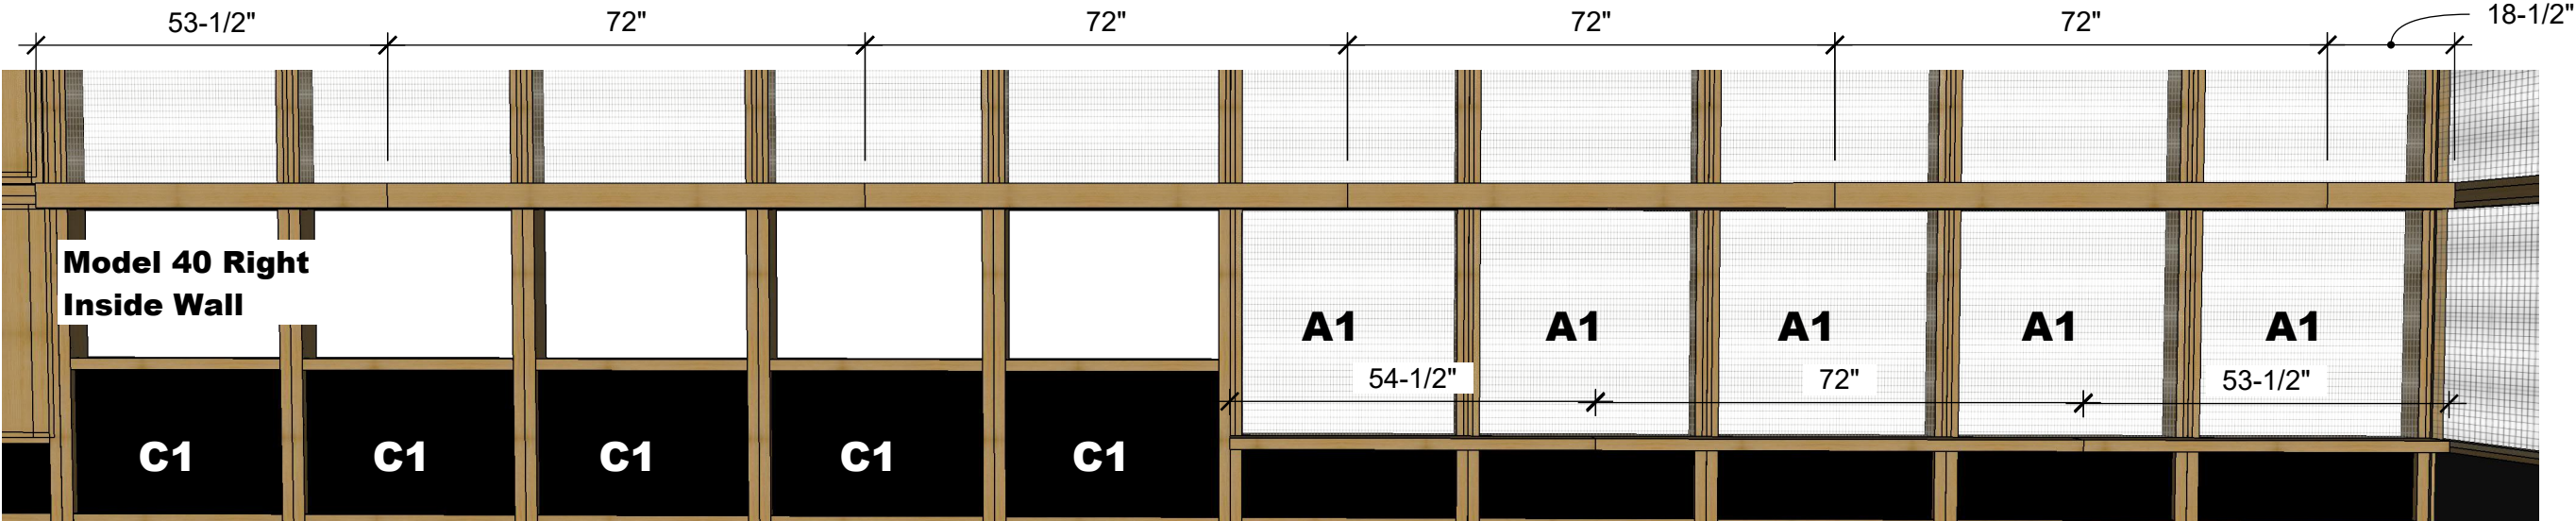 53-1/2" 72" 72" 72" 72" 18-1/2"
Model 40 Right
Inside Wall
A1 A1 A1 A1 A1
54-1/2" 72" 53-1/2"
C1 C1 C1 C1 C1